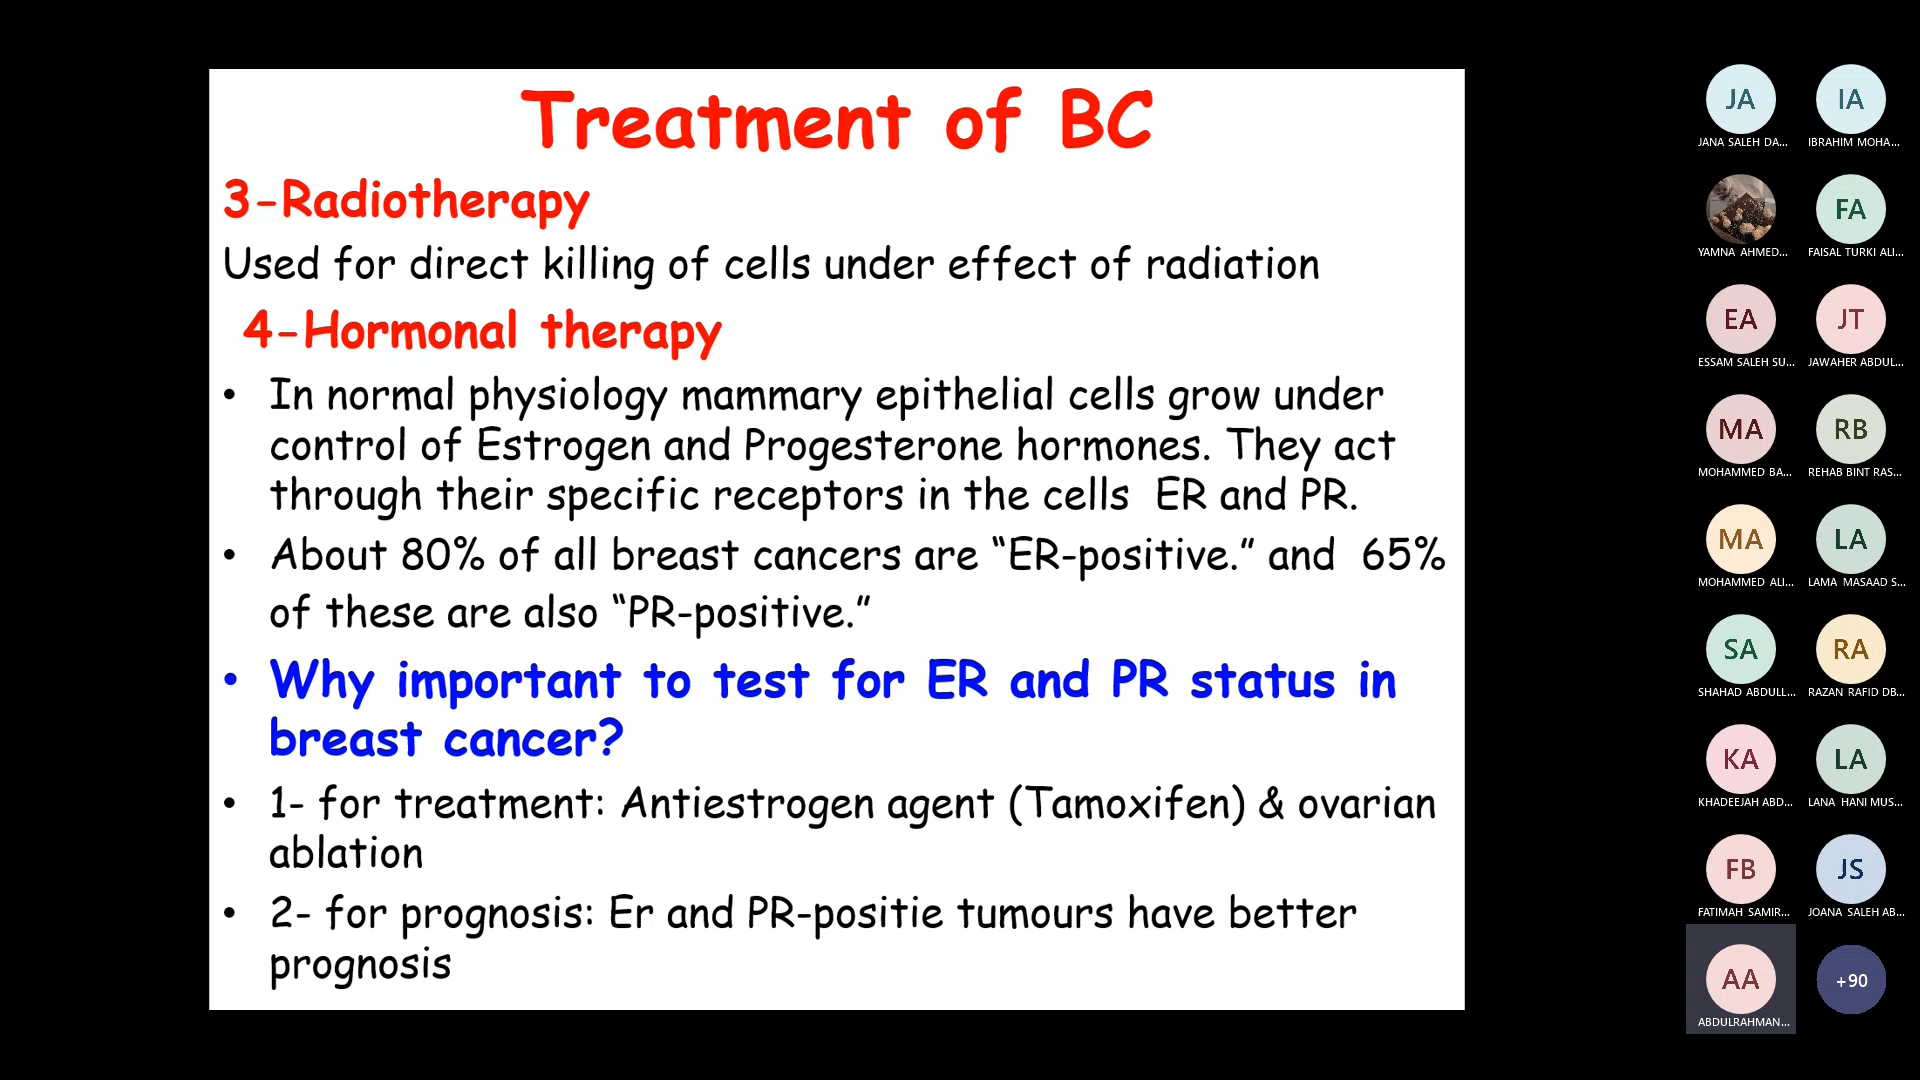 Treatment of BC
3-Radiotherapy
Used for direct killing of cells under effect of radiation
4-Hormonal therapy
• In normal physiology mammary epithelial cells grow under
control of Estrogen and Progesterone hormones. They act
through their specific receptors in the cells ER and PR.
• About 80% of all breast cancers are “ER-positive.” and 65%
of these are also “PR-positive.”
• Why important to test for ER and PR status in
breast cancer?
• 1- for treatment: Antiestrogen agent (Tamoxifen) & ovarian
ablation
• 2- for prognosis: Er and PR-positie tumours have better
prognosis
JA IA
JANA SALEH DA... IBRAHIM MOHA...
FA
YAMNA AHMED... FAISAL TURKI ALI...
EA JT
ESSAM SALEH SU... JAWAHER ABDUL...
MA RB
MOHAMMED BA... REHAB BINT RAS...
MA LA
MOHAMMED ALI... LAMA MASAAD S...
SA RA
SHAHAD ABDULL... RAZAN RAFID DB...
KA LA
KHADEEJAH ABD... LANA HANI MUS...
FB JS
FATIMAH SAMIR... JOANA SALEH AB...
AA +90
ABDULRAHMAN...